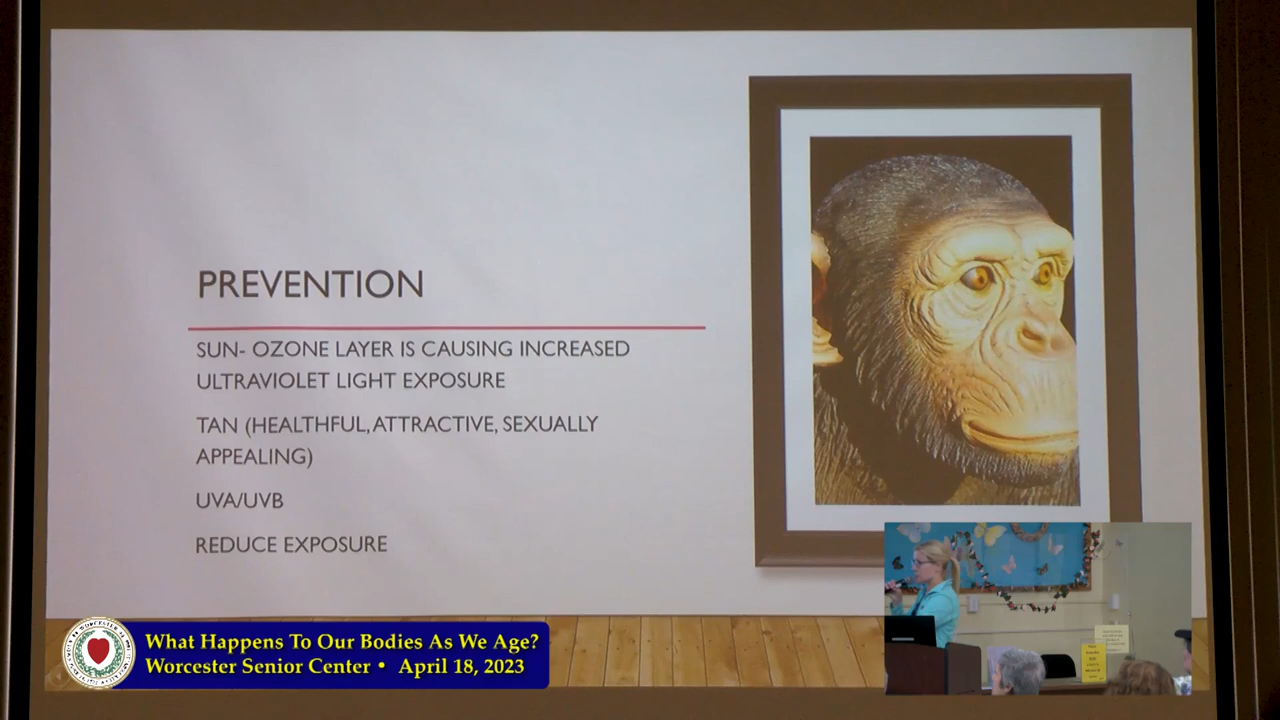 PREVENTION
SUN- OZONE LAYER IS CAUSING INCREASED
ULTRAVIOLET LIGHT EXPOSURE
TAN (HEALTHFUL, ATTRACTIVE, SEXUALLY
APPEALING)
UVA/UVB
REDUCE EXPOSURE
What Happens To Our Bodies As We Age?
Worcester Senior Center • April 18, 2023